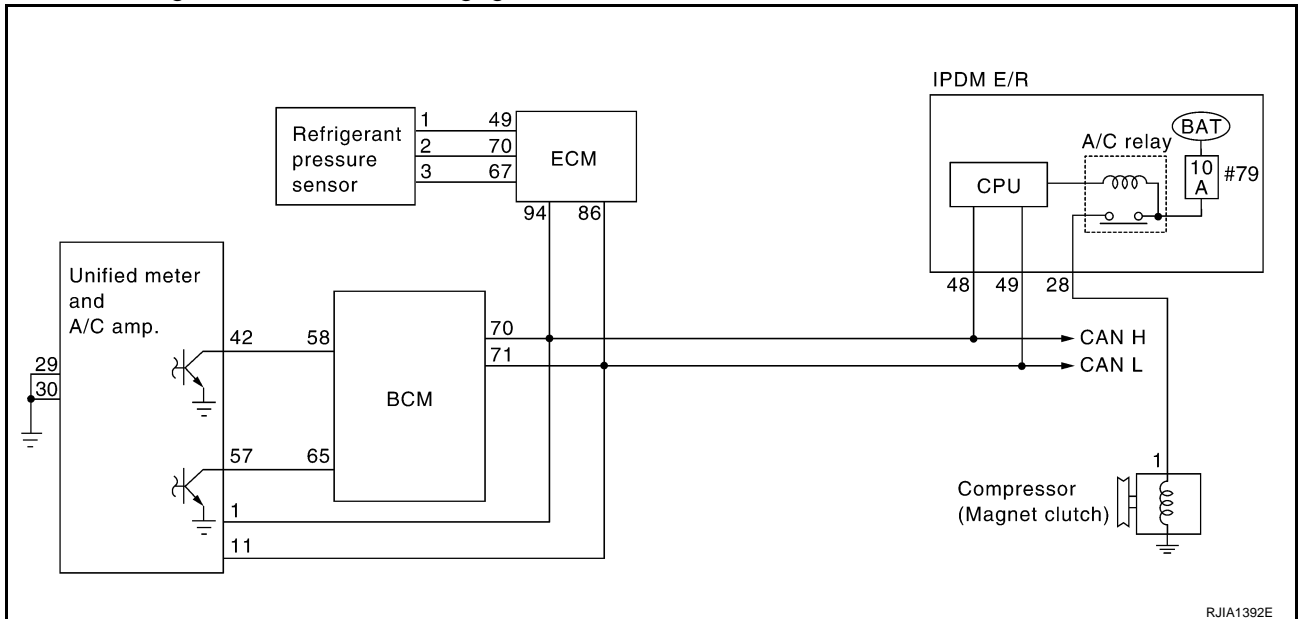 IPDM E/R
BAT
A/C relay
10
A
#79
CPU
48
49
28
Refrigerant
pressure
sensor
1
2
3
49
70
67
ECM
94
86
Unified meter
and
A/C amp.
29
30
42
58
57
65
1
11
BCM
70
71
CAN H
CAN L
1
Compressor
(Magnet clutch)
RJIA1392E